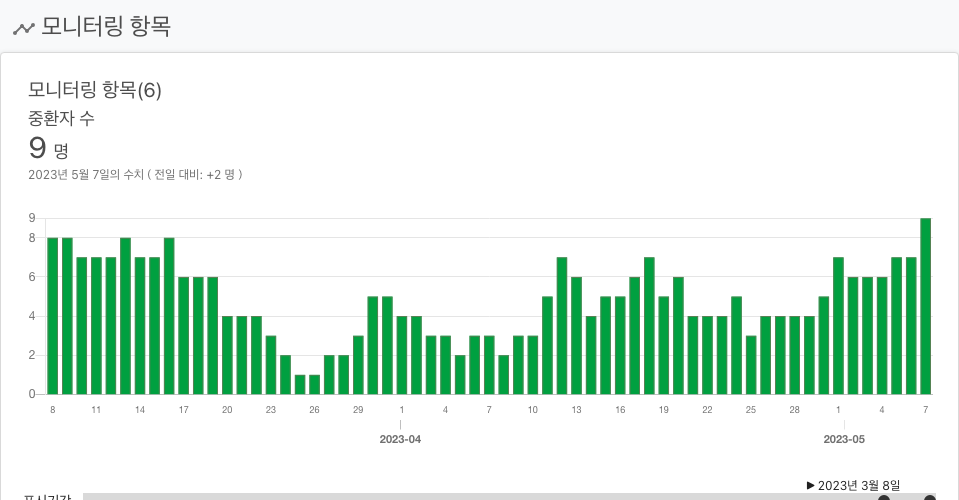 모니터링 항목
모니터링 항목(6)
중환자 수
9 명
2023년 5월 7일의 수치 ( 전일 대비: +2 명 )
9
8
6
4
2
0
8 11 14 17 20 23 26 29 1 4 7 10 13 16 19 22 25 28 1 4 7
2023-04 2023-05
▶ 2023년 3월 8일
표시기간